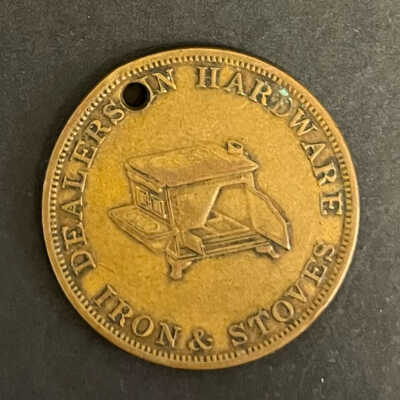 DEALERS IN HARDWARE
IRON & STOVES